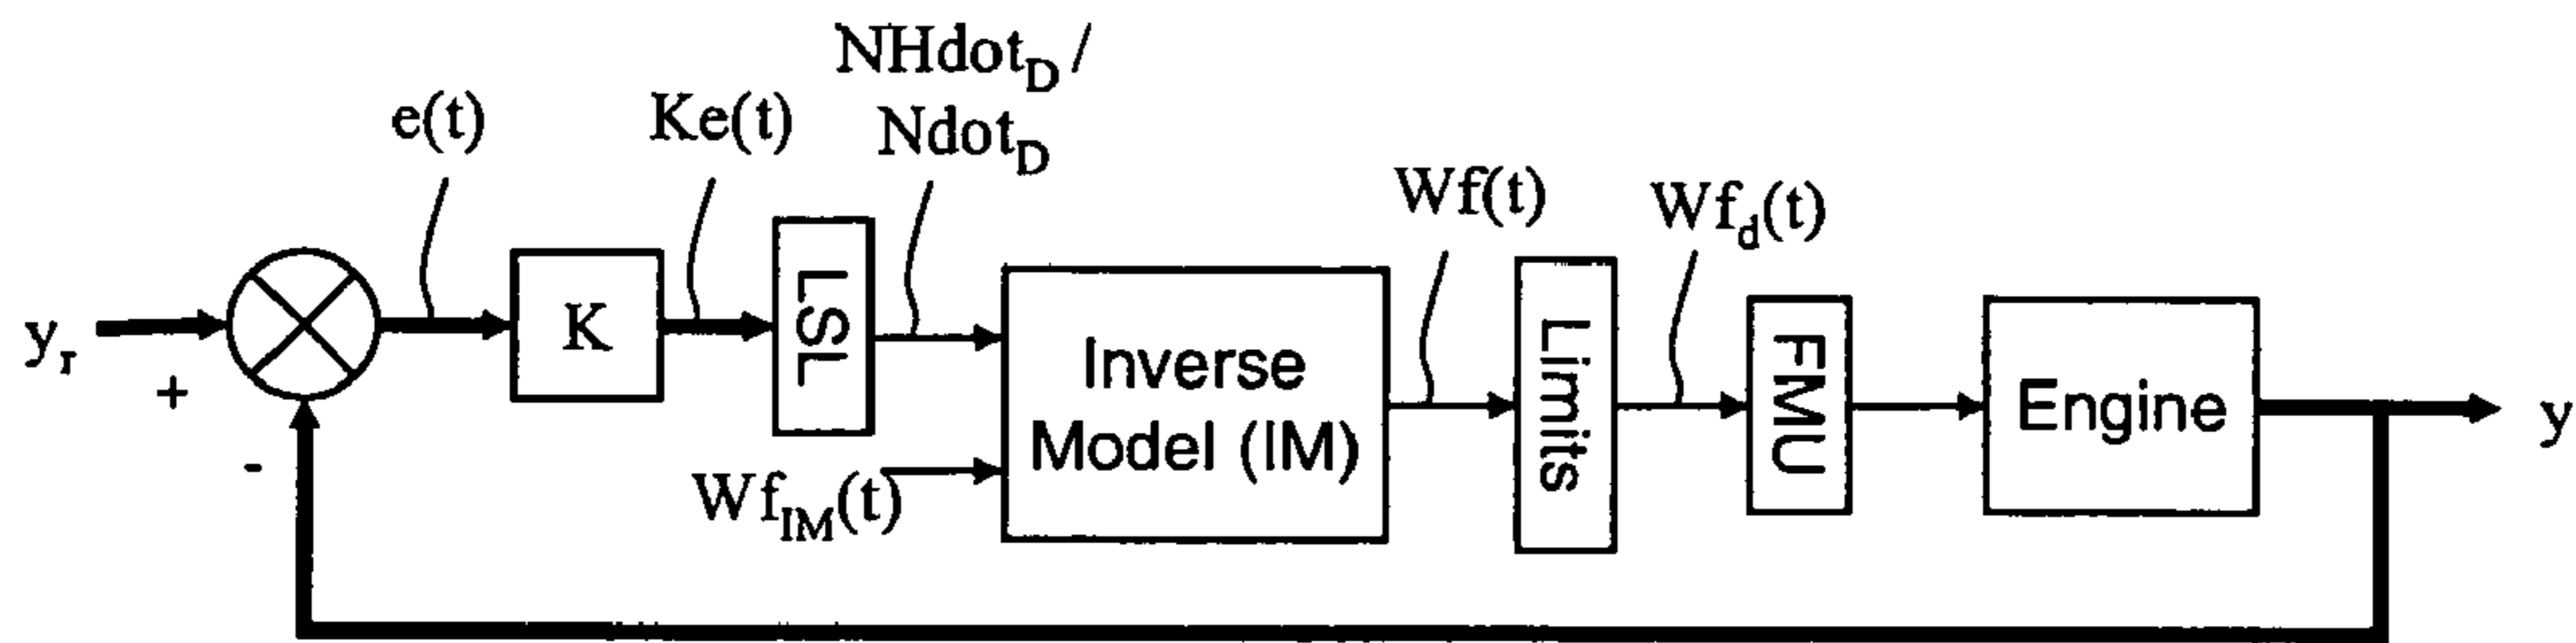 NHdot_D /
e(t)
Ke(t)
Ndot_D
Wf(t)
Wf_d(t)
y_r
+
K
LSL
Inverse
Model (IM)
Limits
FMU
Engine
y
-
Wf_IM(t)